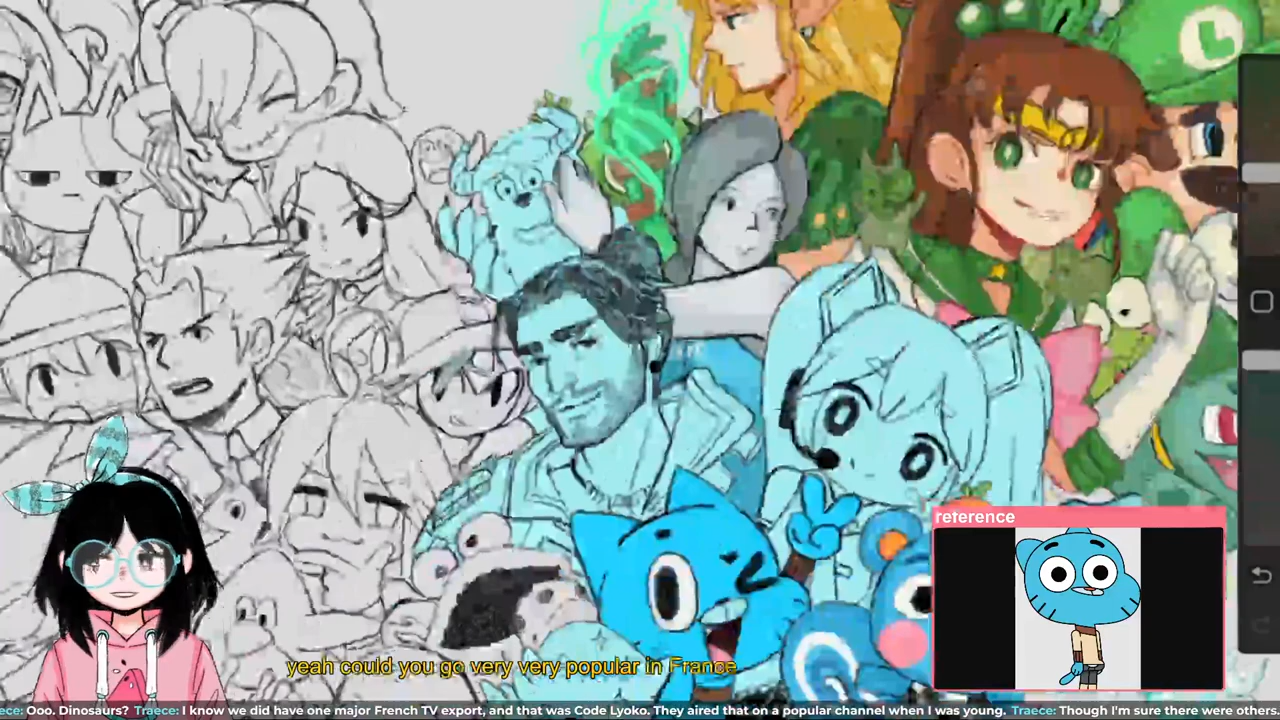 L
reterence
yeah could you go very very popular in France
ece: Ooo. Dinosaurs? Traece: I know we did have one major French TV export, and that was Code Lyoko. They aired that on a popular channel when I was young. Traece: Though I'm sure there were others.